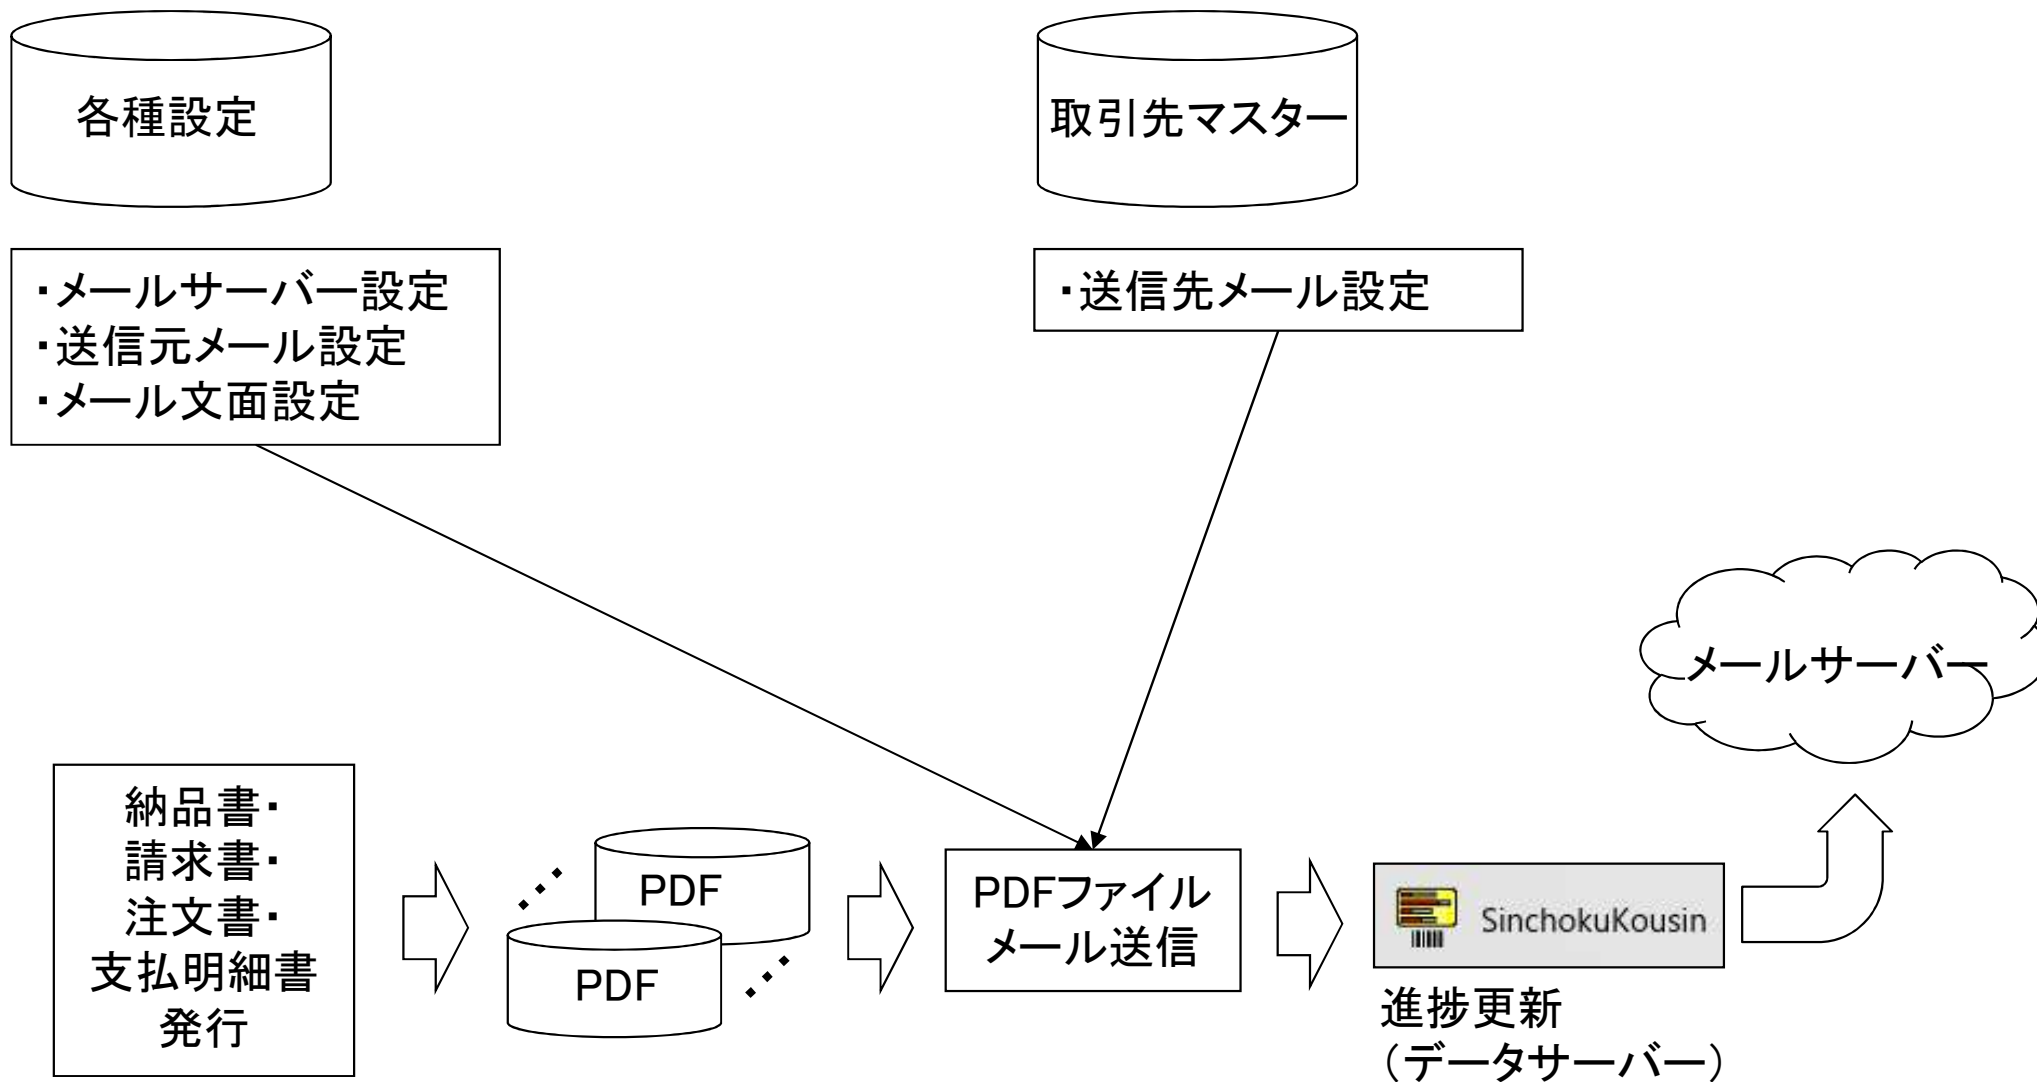 各種設定
取引先マスター
・メールサーバー設定
・送信元メール設定
・メール文面設定
・送信先メール設定
メールサーバー
納品書・
請求書・
注文書・
支払明細書
発行
PDF
PDF
PDFファイル
メール送信
SinchokuKousin
進捗更新
（データサーバー）